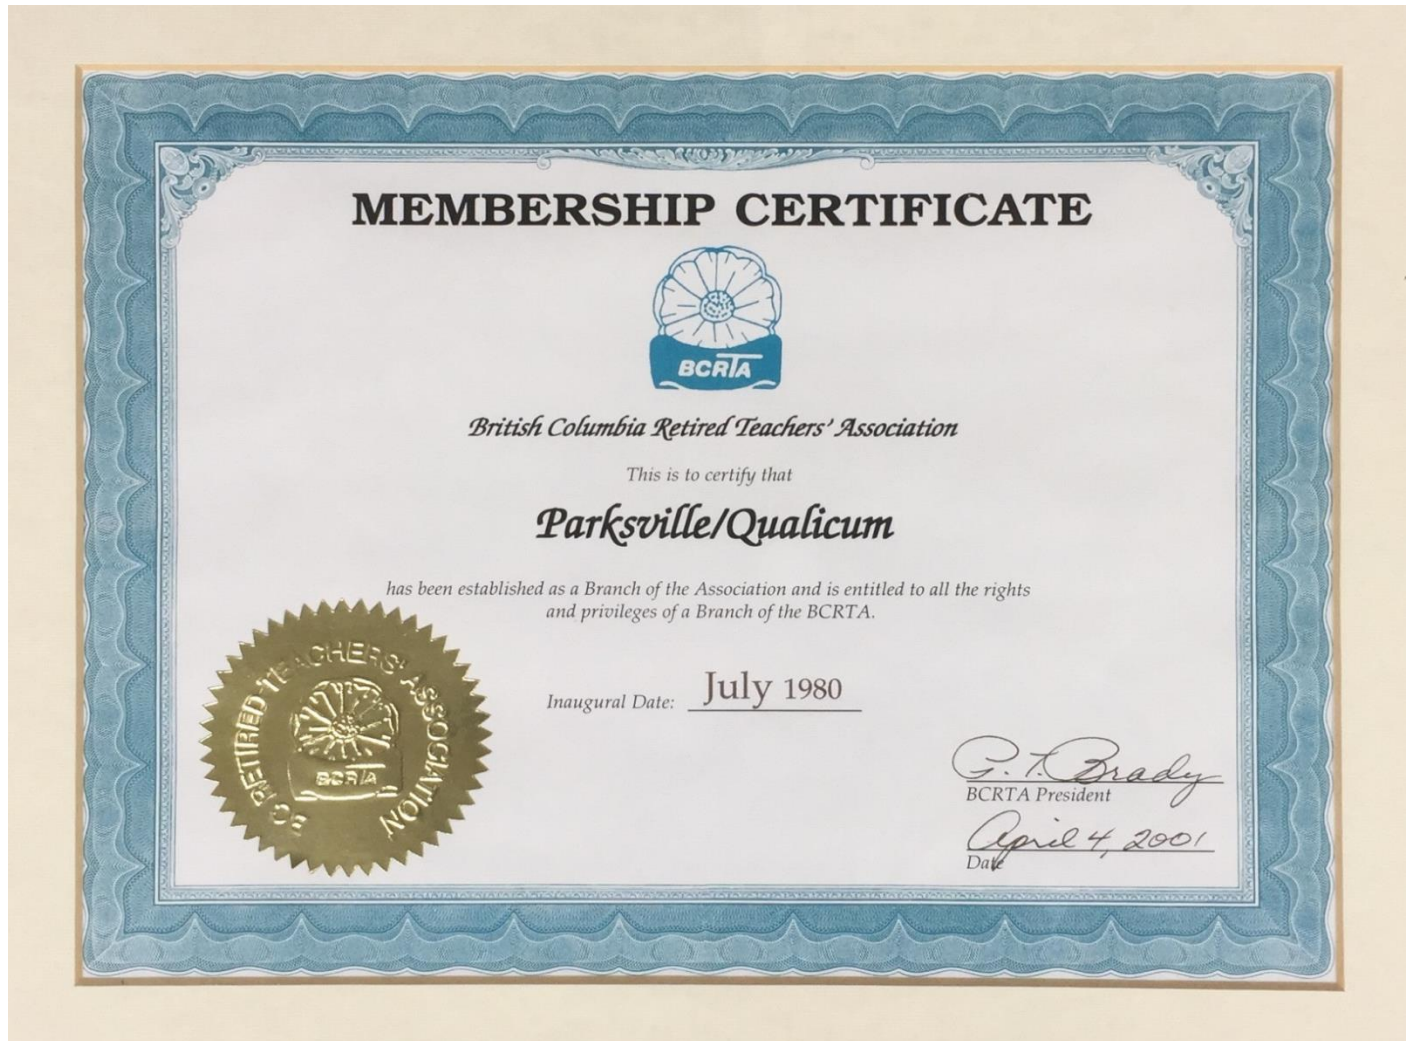 MEMBERSHIP CERTIFICATE
BCRTA
British Columbia Retired Teachers' Association
This is to certify that
Parksville/Qualicum
has been established as a Branch of the Association and is entitled to all the rights
and privileges of a Branch of the BCRTA.
BC RETIRED TEACHERS' ASSOCIATION
BCRTA
Inaugural Date: July 1980
G. T. Brady
BCRTA President
April 4, 2001
Date